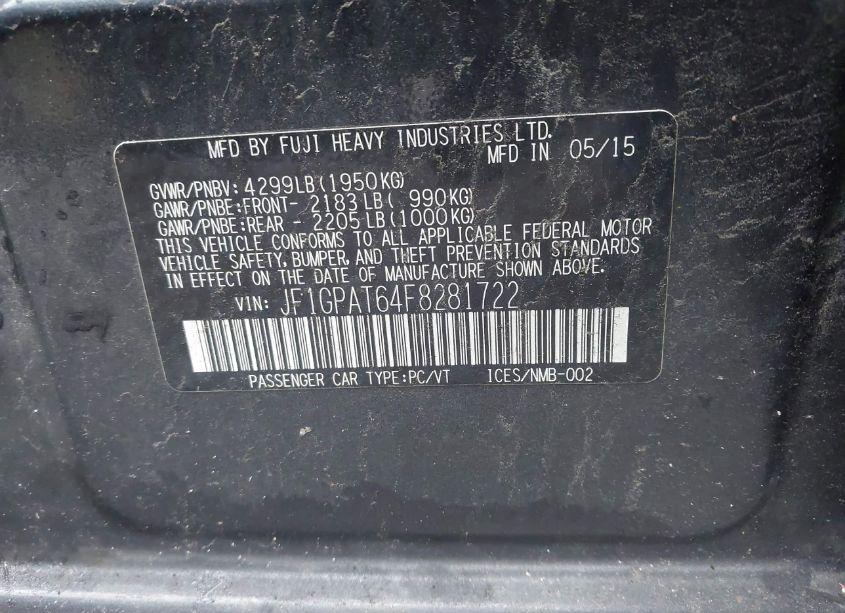 MFD BY FUJI HEAVY INDUSTRIES LTD.
MFD IN 05/15
GVWR/PNBV: 4299LB(1950KG)
GAWR/PNBE:FRONT- 2183LB( 990KG)
GAWR/PNBE:REAR - 2205LB(1000KG)
THIS VEHICLE CONFORMS TO ALL APPLICABLE FEDERAL MOTOR
VEHICLE SAFETY, BUMPER, AND THEFT PREVENTION STANDARDS
IN EFFECT ON THE DATE OF MANUFACTURE SHOWN ABOVE.
VIN: JF1GPAT64F8281722
PASSENGER CAR TYPE:PC/VT ICES/NMB-002